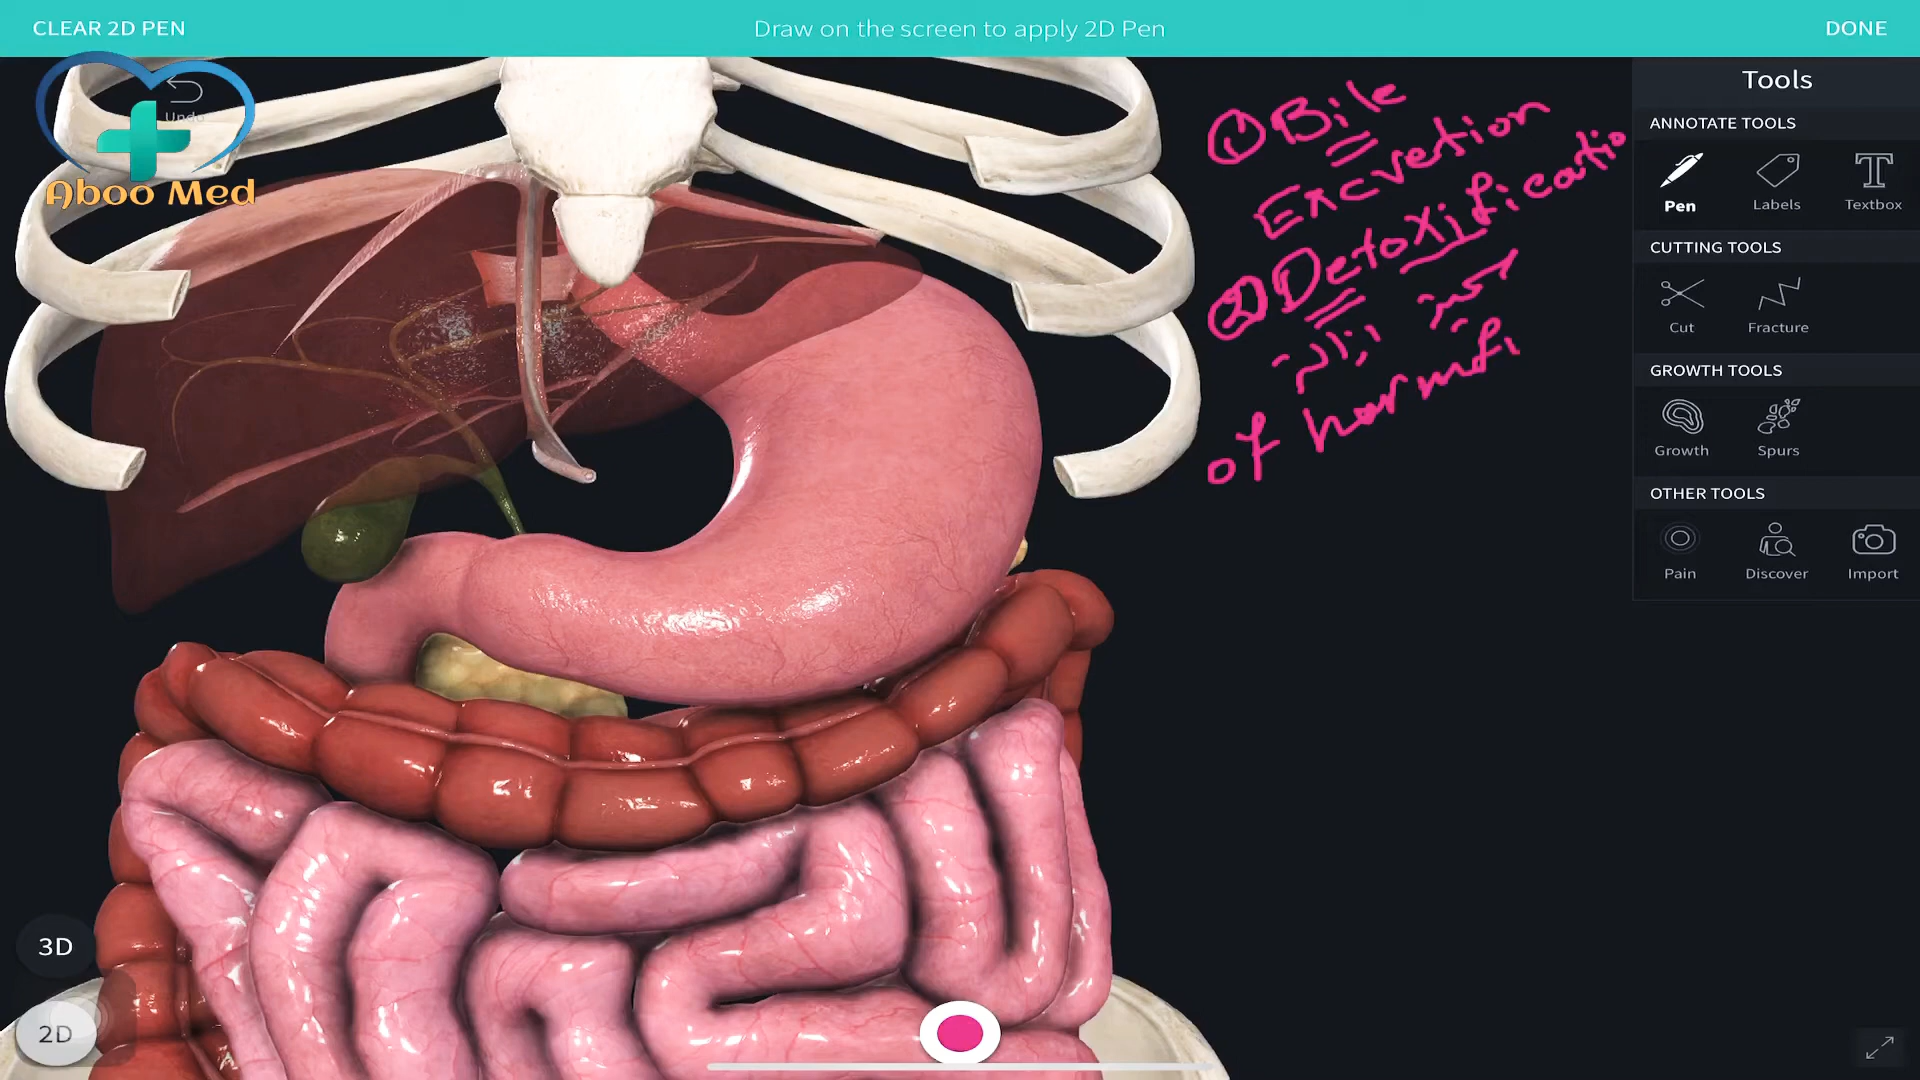 CLEAR 2D PEN
Draw on the screen to apply 2D Pen
DONE
Undo
Aboo Med
① Bile
Excretion
② Detoxificatio
of harmf
Tools
ANNOTATE TOOLS
Pen Labels Textbox
CUTTING TOOLS
Cut Fracture
GROWTH TOOLS
Growth Spurs
OTHER TOOLS
Pain Discover Import
3D
2D